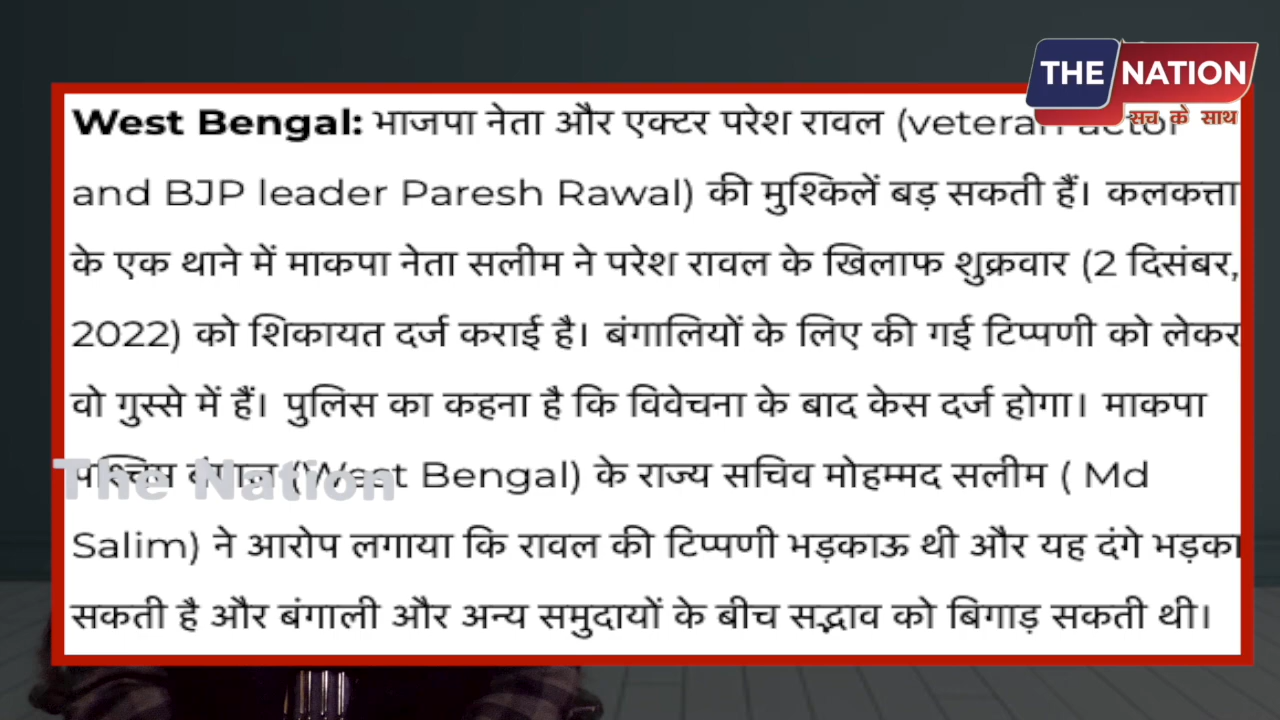 THE NATION
सच के साथ
West Bengal: भाजपा नेता और एक्टर परेश रावल (veteran actor
and BJP leader Paresh Rawal) की मुश्किलें बड़ सकती हैं। कलकत्ता
के एक थाने में माकपा नेता सलीम ने परेश रावल के खिलाफ शुक्रवार (2 दिसंबर,
2022) को शिकायत दर्ज कराई है। बंगालियों के लिए की गई टिप्पणी को लेकर
वो गुस्से में हैं। पुलिस का कहना है कि विवेचना के बाद केस दर्ज होगा। माकपा
पश्चिम बंगाल (West Bengal) के राज्य सचिव मोहम्मद सलीम ( Md
The Nation
Salim) ने आरोप लगाया कि रावल की टिप्पणी भड़काऊ थी और यह दंगे भड़का
सकती है और बंगाली और अन्य समुदायों के बीच सद्भाव को बिगाड़ सकती थी।